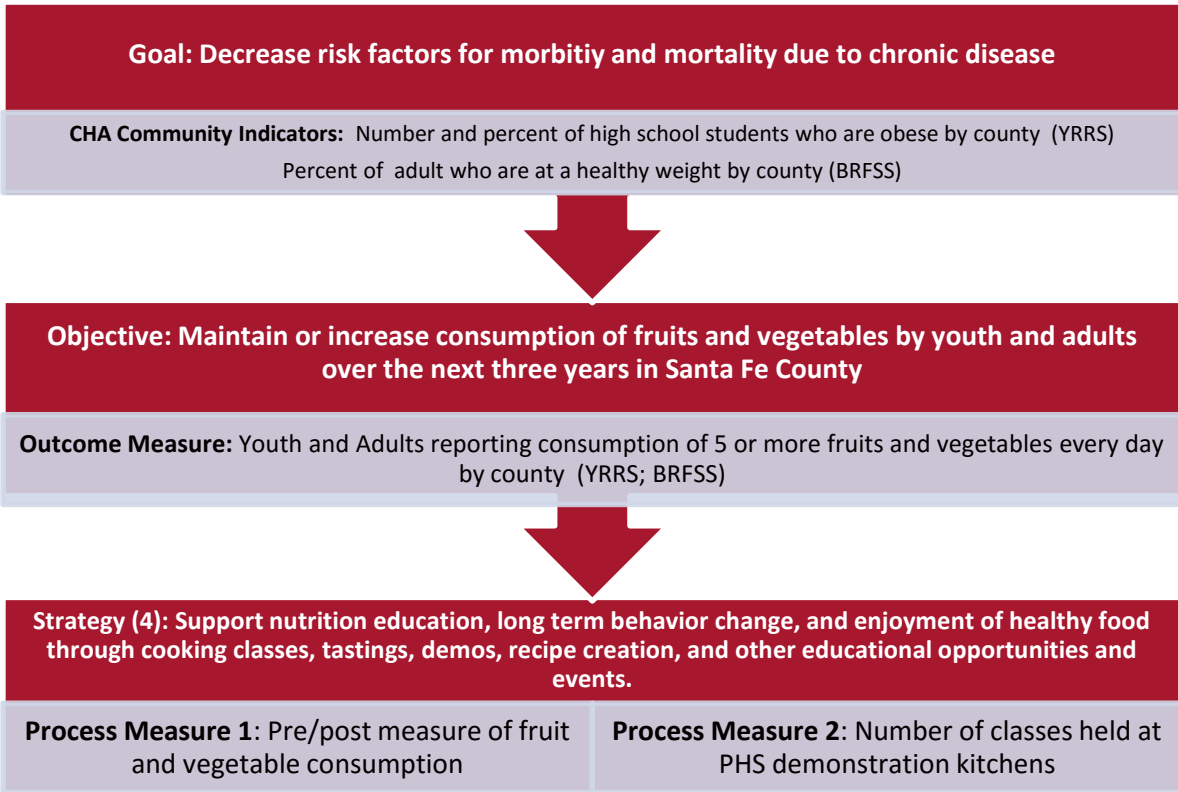 Goal: Decrease risk factors for morbitiy and mortality due to chronic disease
CHA Community Indicators: Number and percent of high school students who are obese by county (YRRS)
Percent of adult who are at a healthy weight by county (BRFSS)
Objective: Maintain or increase consumption of fruits and vegetables by youth and adults
over the next three years in Santa Fe County
Outcome Measure: Youth and Adults reporting consumption of 5 or more fruits and vegetables every day
by county (YRRS; BRFSS)
Strategy (4): Support nutrition education, long term behavior change, and enjoyment of healthy food
through cooking classes, tastings, demos, recipe creation, and other educational opportunities and
events.
Process Measure 1: Pre/post measure of fruit
and vegetable consumption
Process Measure 2: Number of classes held at
PHS demonstration kitchens